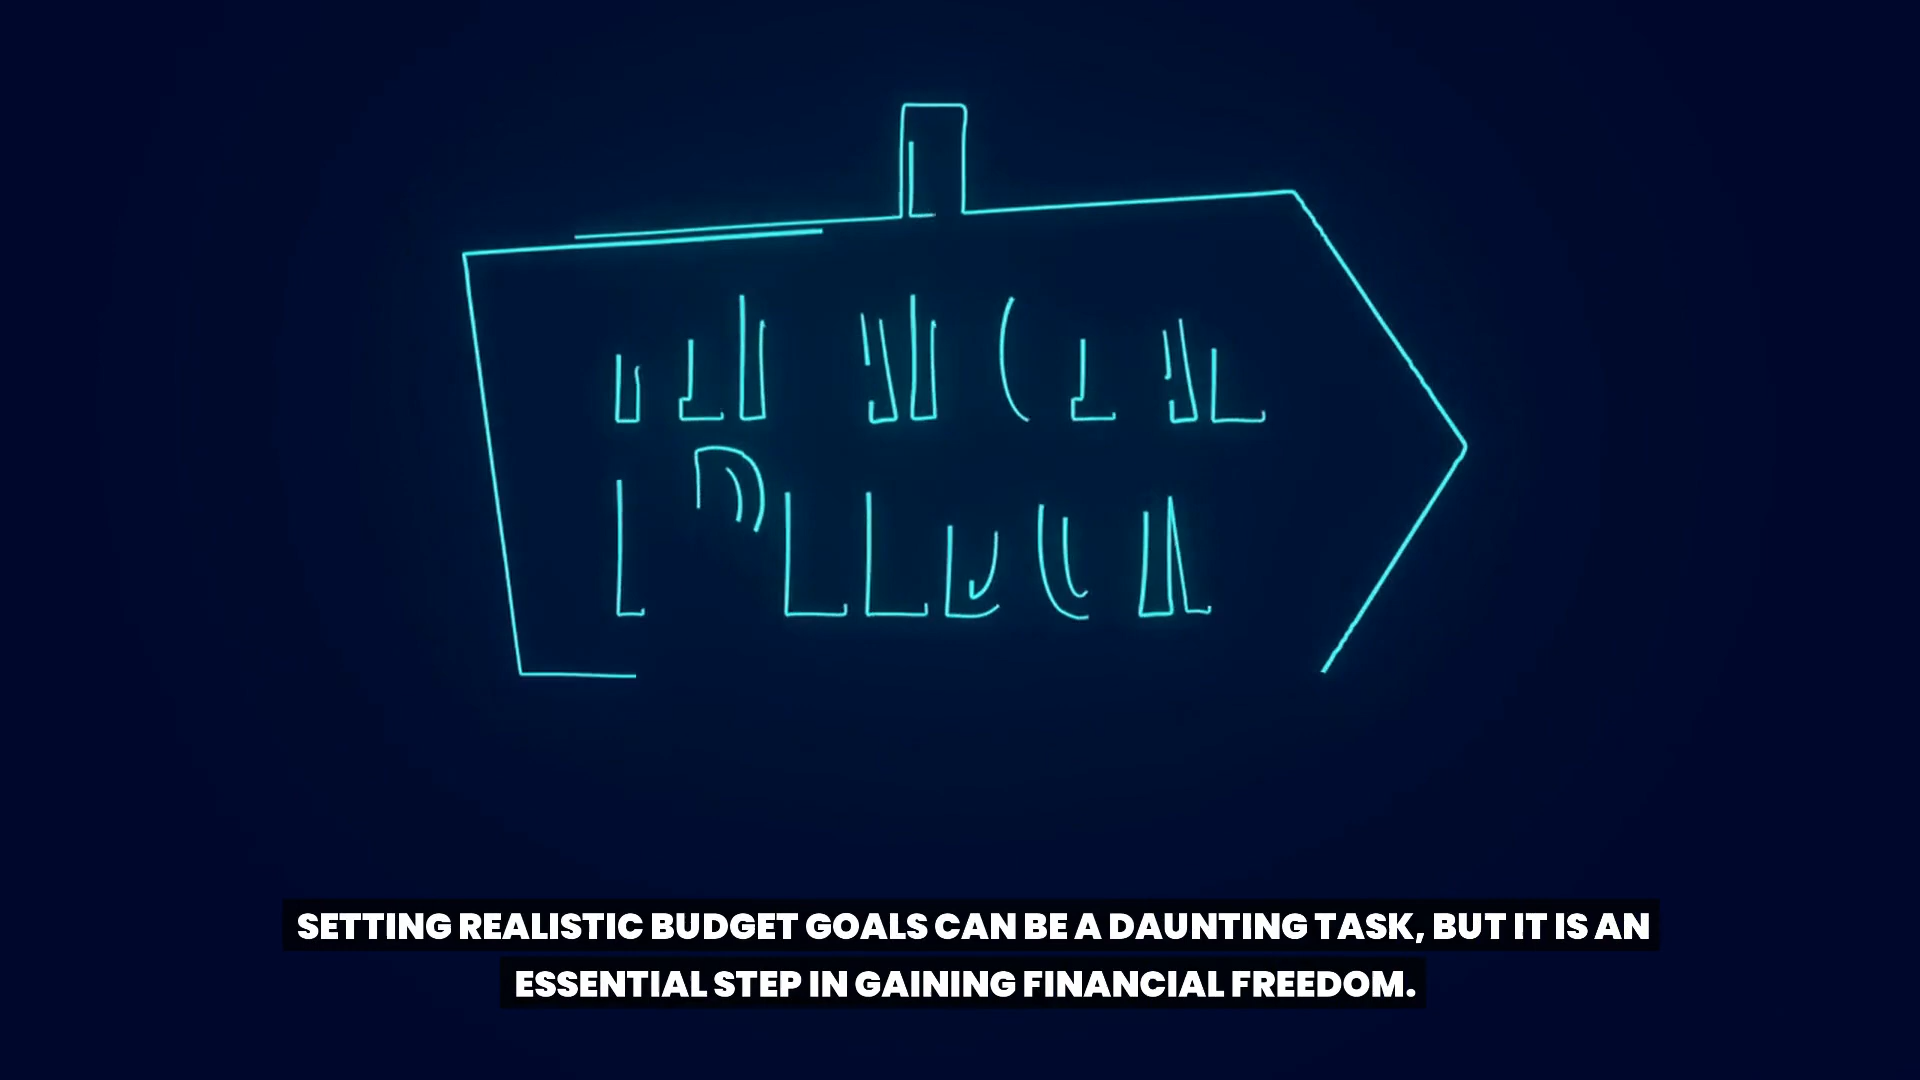 SETTING REALISTIC BUDGET GOALS CAN BE A DAUNTING TASK, BUT IT IS AN
ESSENTIAL STEP IN GAINING FINANCIAL FREEDOM.